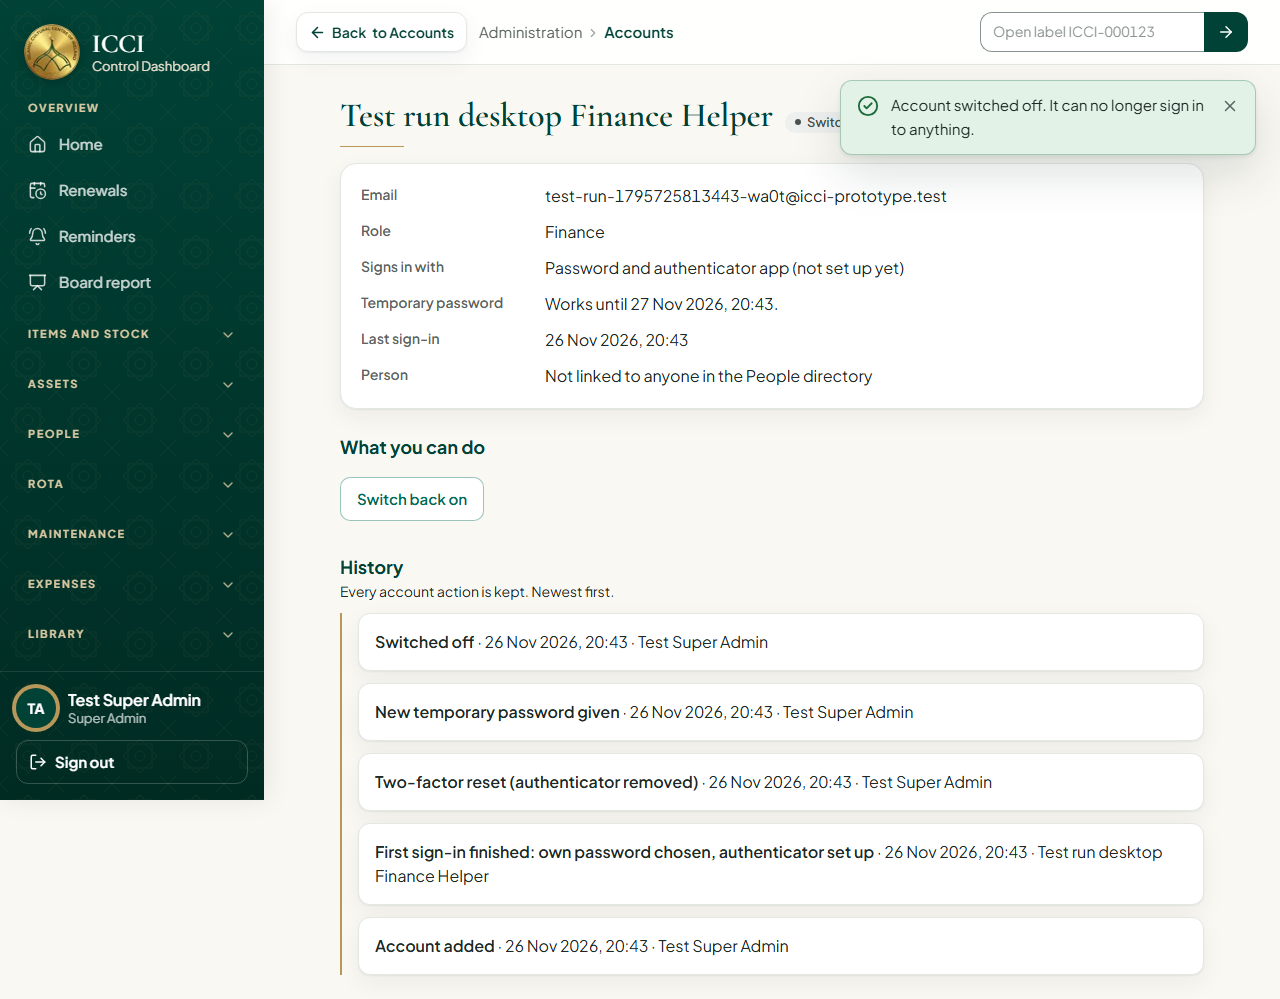 ICCI
Control Dashboard
OVERVIEW
Home
Renewals
Reminders
Board report
ITEMS AND STOCK
ASSETS
PEOPLE
ROTA
MAINTENANCE
EXPENSES
LIBRARY
TA
Test Super Admin
Super Admin
Sign out
Back to Accounts
Administration
Accounts
Open label ICCI-000123
Account switched off. It can no longer sign in
to anything.
Test run desktop Finance Helper
Email
test-run-1795725813443-wa0t@icci-prototype.test
Role
Finance
Signs in with
Password and authenticator app (not set up yet)
Temporary password
Works until 27 Nov 2026, 20:43.
Last sign-in
26 Nov 2026, 20:43
Person
Not linked to anyone in the People directory
What you can do
Switch back on
History
Every account action is kept. Newest first.
Switched off · 26 Nov 2026, 20:43 · Test Super Admin
New temporary password given · 26 Nov 2026, 20:43 · Test Super Admin
Two-factor reset (authenticator removed) · 26 Nov 2026, 20:43 · Test Super Admin
First sign-in finished: own password chosen, authenticator set up · 26 Nov 2026, 20:43 · Test run desktop
Finance Helper
Account added · 26 Nov 2026, 20:43 · Test Super Admin